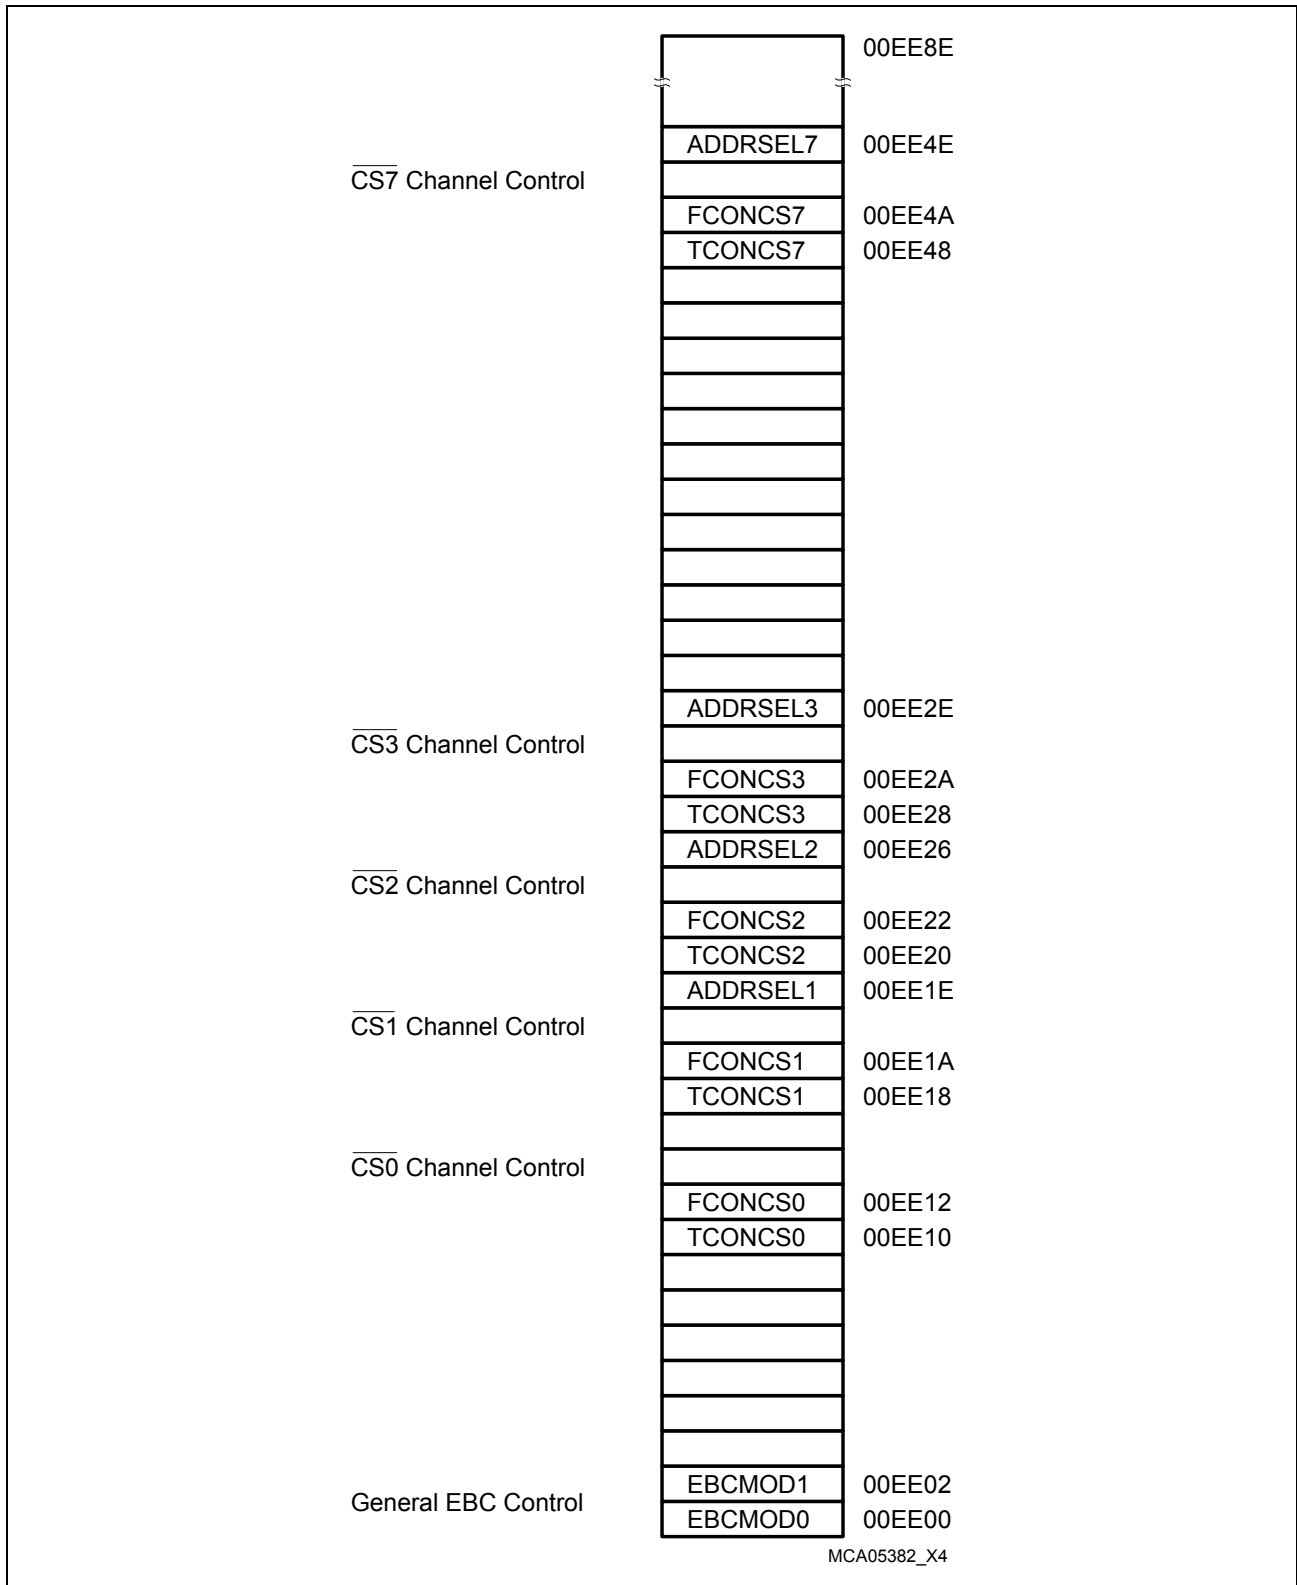 00EE8E
ADDRSEL7 00EE4E
CS7 Channel Control
FCONCS7 00EE4A
TCONCS7 00EE48
ADDRSEL3 00EE2E
CS3 Channel Control
FCONCS3 00EE2A
TCONCS3 00EE28
ADDRSEL2 00EE26
CS2 Channel Control
FCONCS2 00EE22
TCONCS2 00EE20
ADDRSEL1 00EE1E
CS1 Channel Control
FCONCS1 00EE1A
TCONCS1 00EE18
CS0 Channel Control
FCONCS0 00EE12
TCONCS0 00EE10
EBCMOD1 00EE02
General EBC Control
EBCMOD0 00EE00
MCA05382_X4